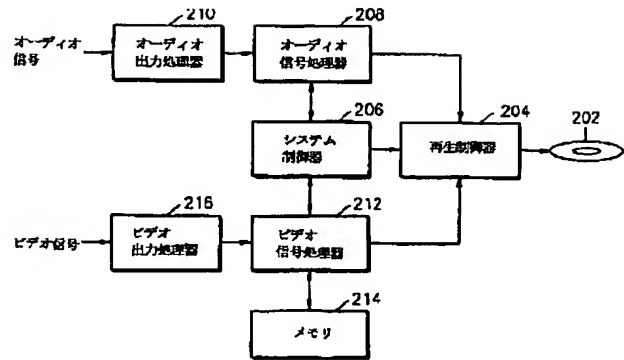 210
208
オーディオ
信号
オーディオ
出力処理器
オーディオ
信号処理器
206
204
202
システム
制御器
再生制御器
216
212
ビデオ信号
ビデオ
出力処理器
ビデオ
信号処理器
214
メモリ